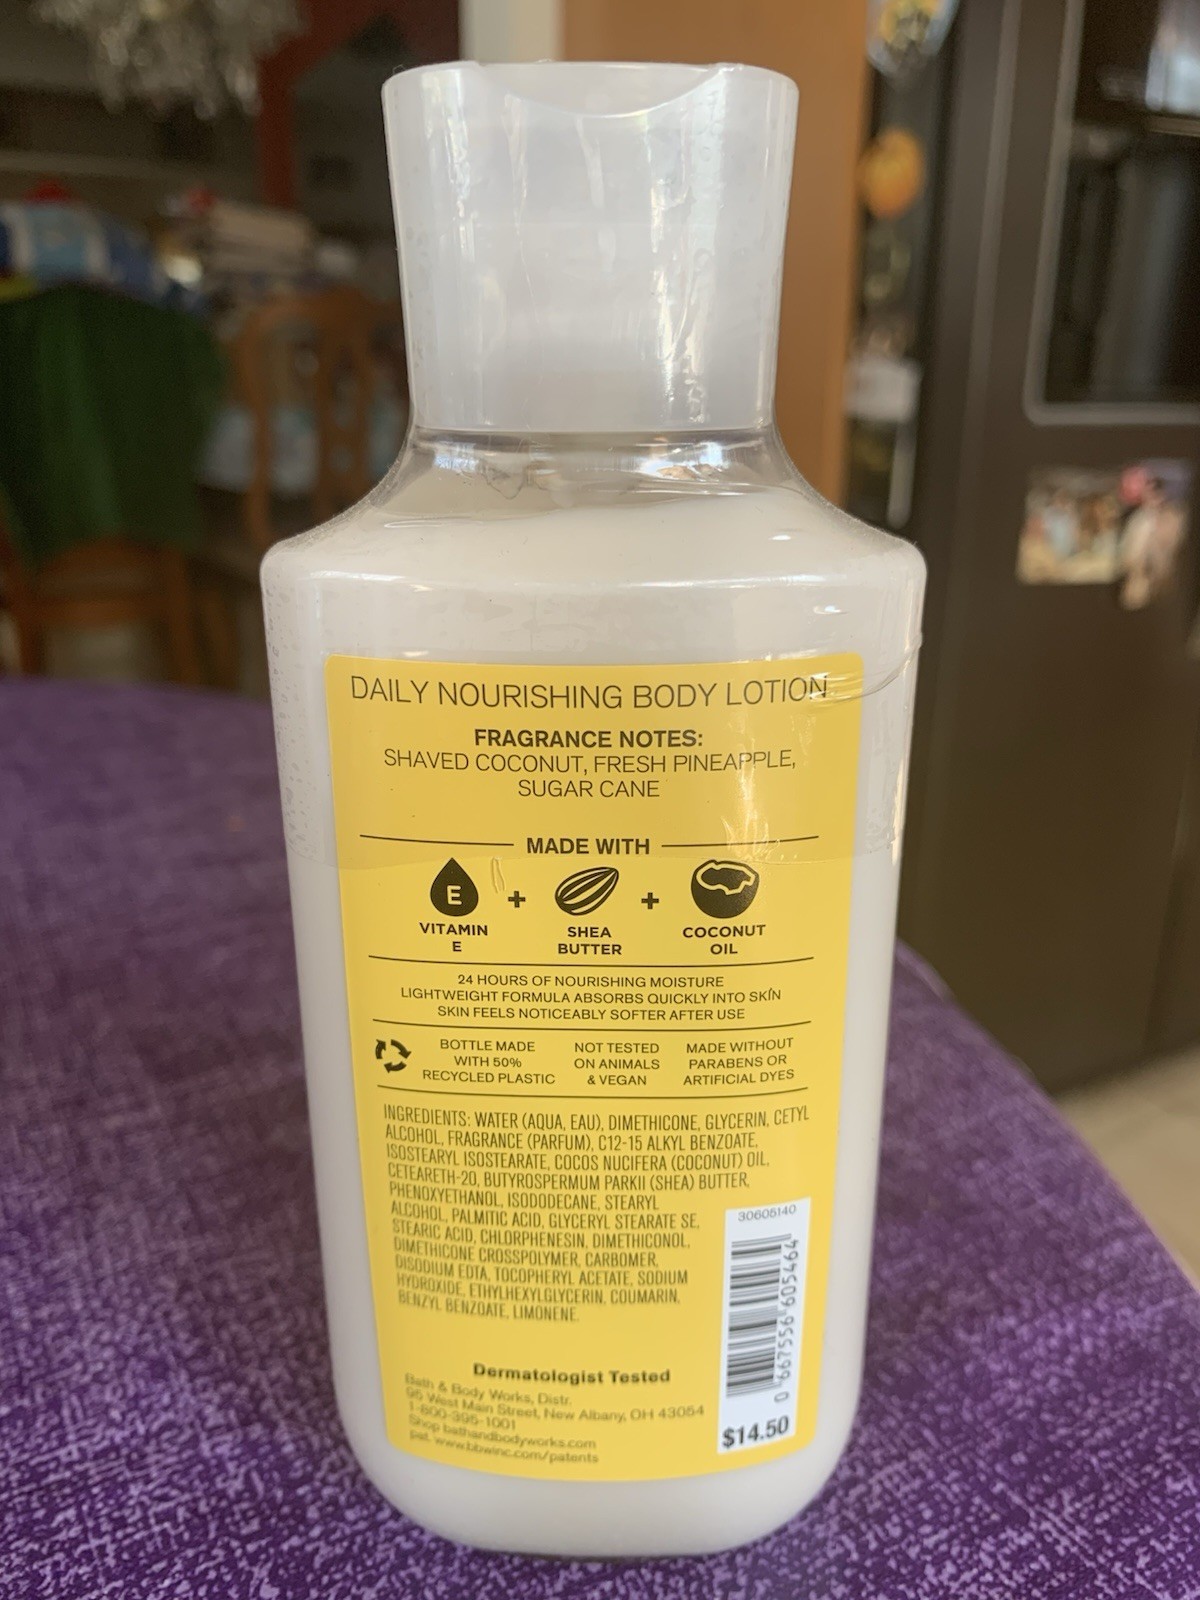 DAILY NOURISHING BODY LOTION
FRAGRANCE NOTES:
SHAVED COCONUT, FRESH PINEAPPLE,
SUGAR CANE
MADE WITH
E
+
+
VITAMIN
E
SHEA
BUTTER
COCONUT
OIL
24 HOURS OF NOURISHING MOISTURE
LIGHTWEIGHT FORMULA ABSORBS QUICKLY INTO SKIN
SKIN FEELS NOTICEABLY SOFTER AFTER USE
BOTTLE MADE
WITH 50%
RECYCLED PLASTIC
NOT TESTED
ON ANIMALS
& VEGAN
MADE WITHOUT
PARABENS OR
ARTIFICIAL DYES
INGREDIENTS: WATER (AQUA, EAU), DIMETHICONE, GLYCERIN, CETYL
ALCOHOL, FRAGRANCE (PARFUM), C12-15 ALKYL BENZOATE,
ISOSTEARYL ISOSTEARATE, COCOS NUCIFERA (COCONUT) OIL,
CETEARETH-20, BUTYROSPERMUM PARKII (SHEA) BUTTER,
PHENOXYETHANOL, ISODODECANE, STEARYL
ALCOHOL, PALMITIC ACID, GLYCERYL STEARATE SE,
STEARIC ACID, CHLORPHENESIN, DIMETHICONOL,
DIMETHICONE CROSSPOLYMER, CARBOMER,
DISODIUM EDTA, TOCOPHERYL ACETATE, SODIUM
HYDROXIDE, ETHYLHEXYLGLYCERIN, COUMARIN,
BENZYL BENZOATE, LIMONENE.
Dermatologist Tested
Bath & Body Works, Distr.
95 West Main Street, New Albany, OH 43054
1-800-395-1001
Shop bathandbodyworks.com
pat. www.bbwinc.com/patents
30605140
0 667556 605464
$14.50